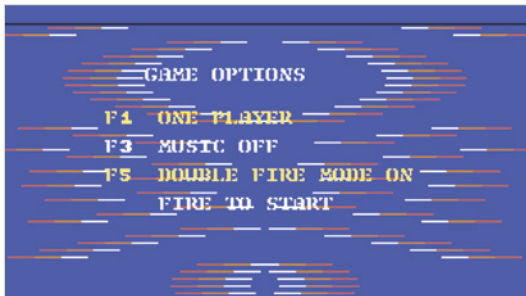 GAME OPTIONS
F1 ONE PLAYER
F3 MUSIC OFF
F5 DOUBLE FIRE MODE ON
FIRE TO START